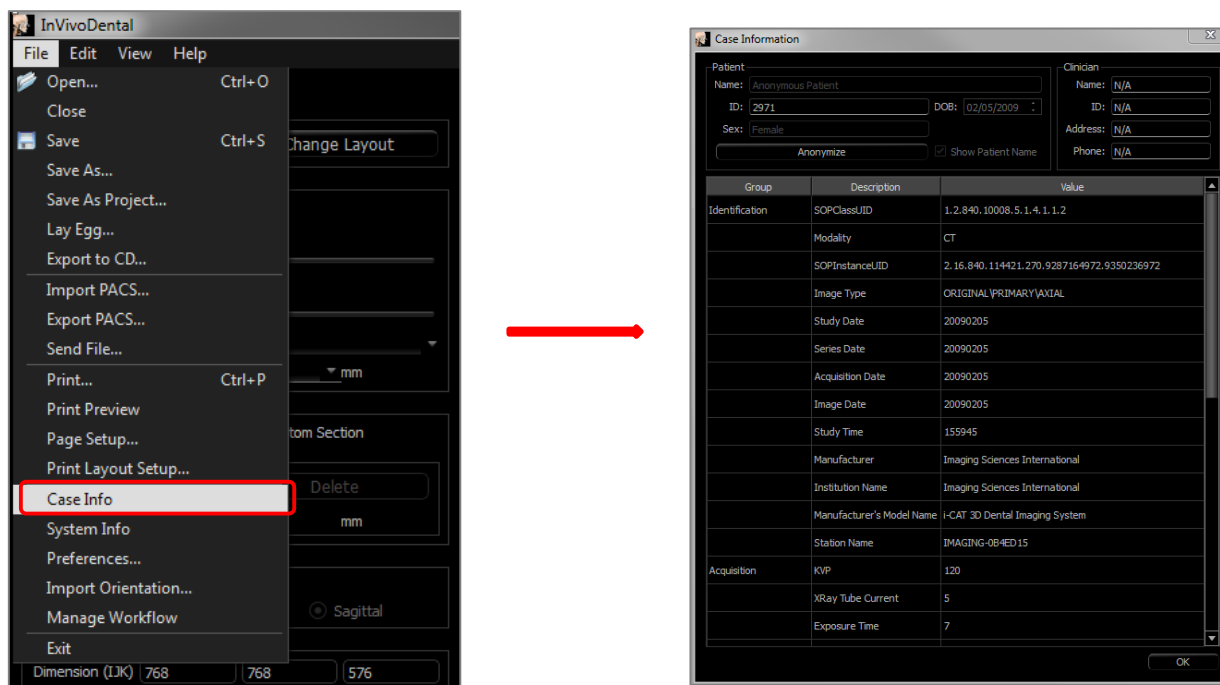 InVivoDental
File Edit View Help
Open... Ctrl+O
Close
Save Ctrl+S
Change Layout
Save As...
Save As Project...
Lay Egg...
Export to CD...
Import PACS...
Export PACS...
Send File...
mm
Print... Ctrl+P
Print Preview
Page Setup...
tom Section
Print Layout Setup...
Case Info
Delete
System Info
mm
Preferences...
Import Orientation...
Manage Workflow
Sagittal
Exit
Dimension (IJK) 768 768 576
Case Information
Patient
Name: Anonymous Patient
ID: 2971 DOB: 02/05/2009
Sex: Female
Anonymize Show Patient Name
Clinician
Name: N/A
ID: N/A
Address: N/A
Phone: N/A
Group Description Value
Identification SOPClassUID 1.2.840.10008.5.1.4.1.1.2
Modality CT
SOPInstanceUID 2.16.840.114421.270.9287164972.9350236972
Image Type ORIGINAL\PRIMARY\AXIAL
Study Date 20090205
Series Date 20090205
Acquisition Date 20090205
Image Date 20090205
Study Time 155945
Manufacturer Imaging Sciences International
Institution Name Imaging Sciences International
Manufacturer's Model Name i-CAT 3D Dental Imaging System
Station Name IMAGING-0B4ED15
Acquisition KVP 120
XRay Tube Current 5
Exposure Time 7
OK